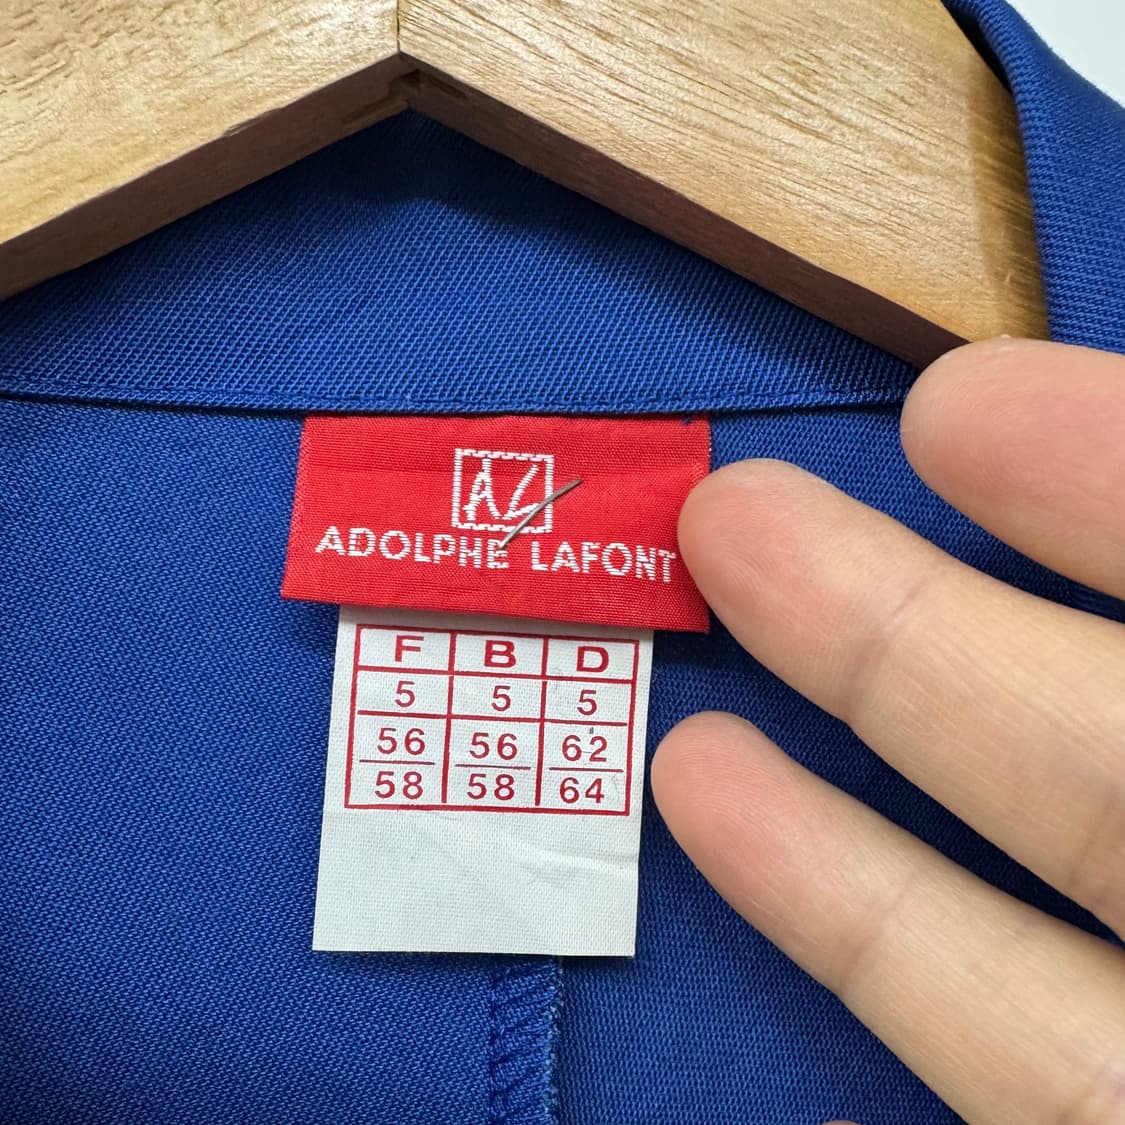 AL
ADOLPHE LAFONT
F B D
5 5 5
56 56 62
58 58 64